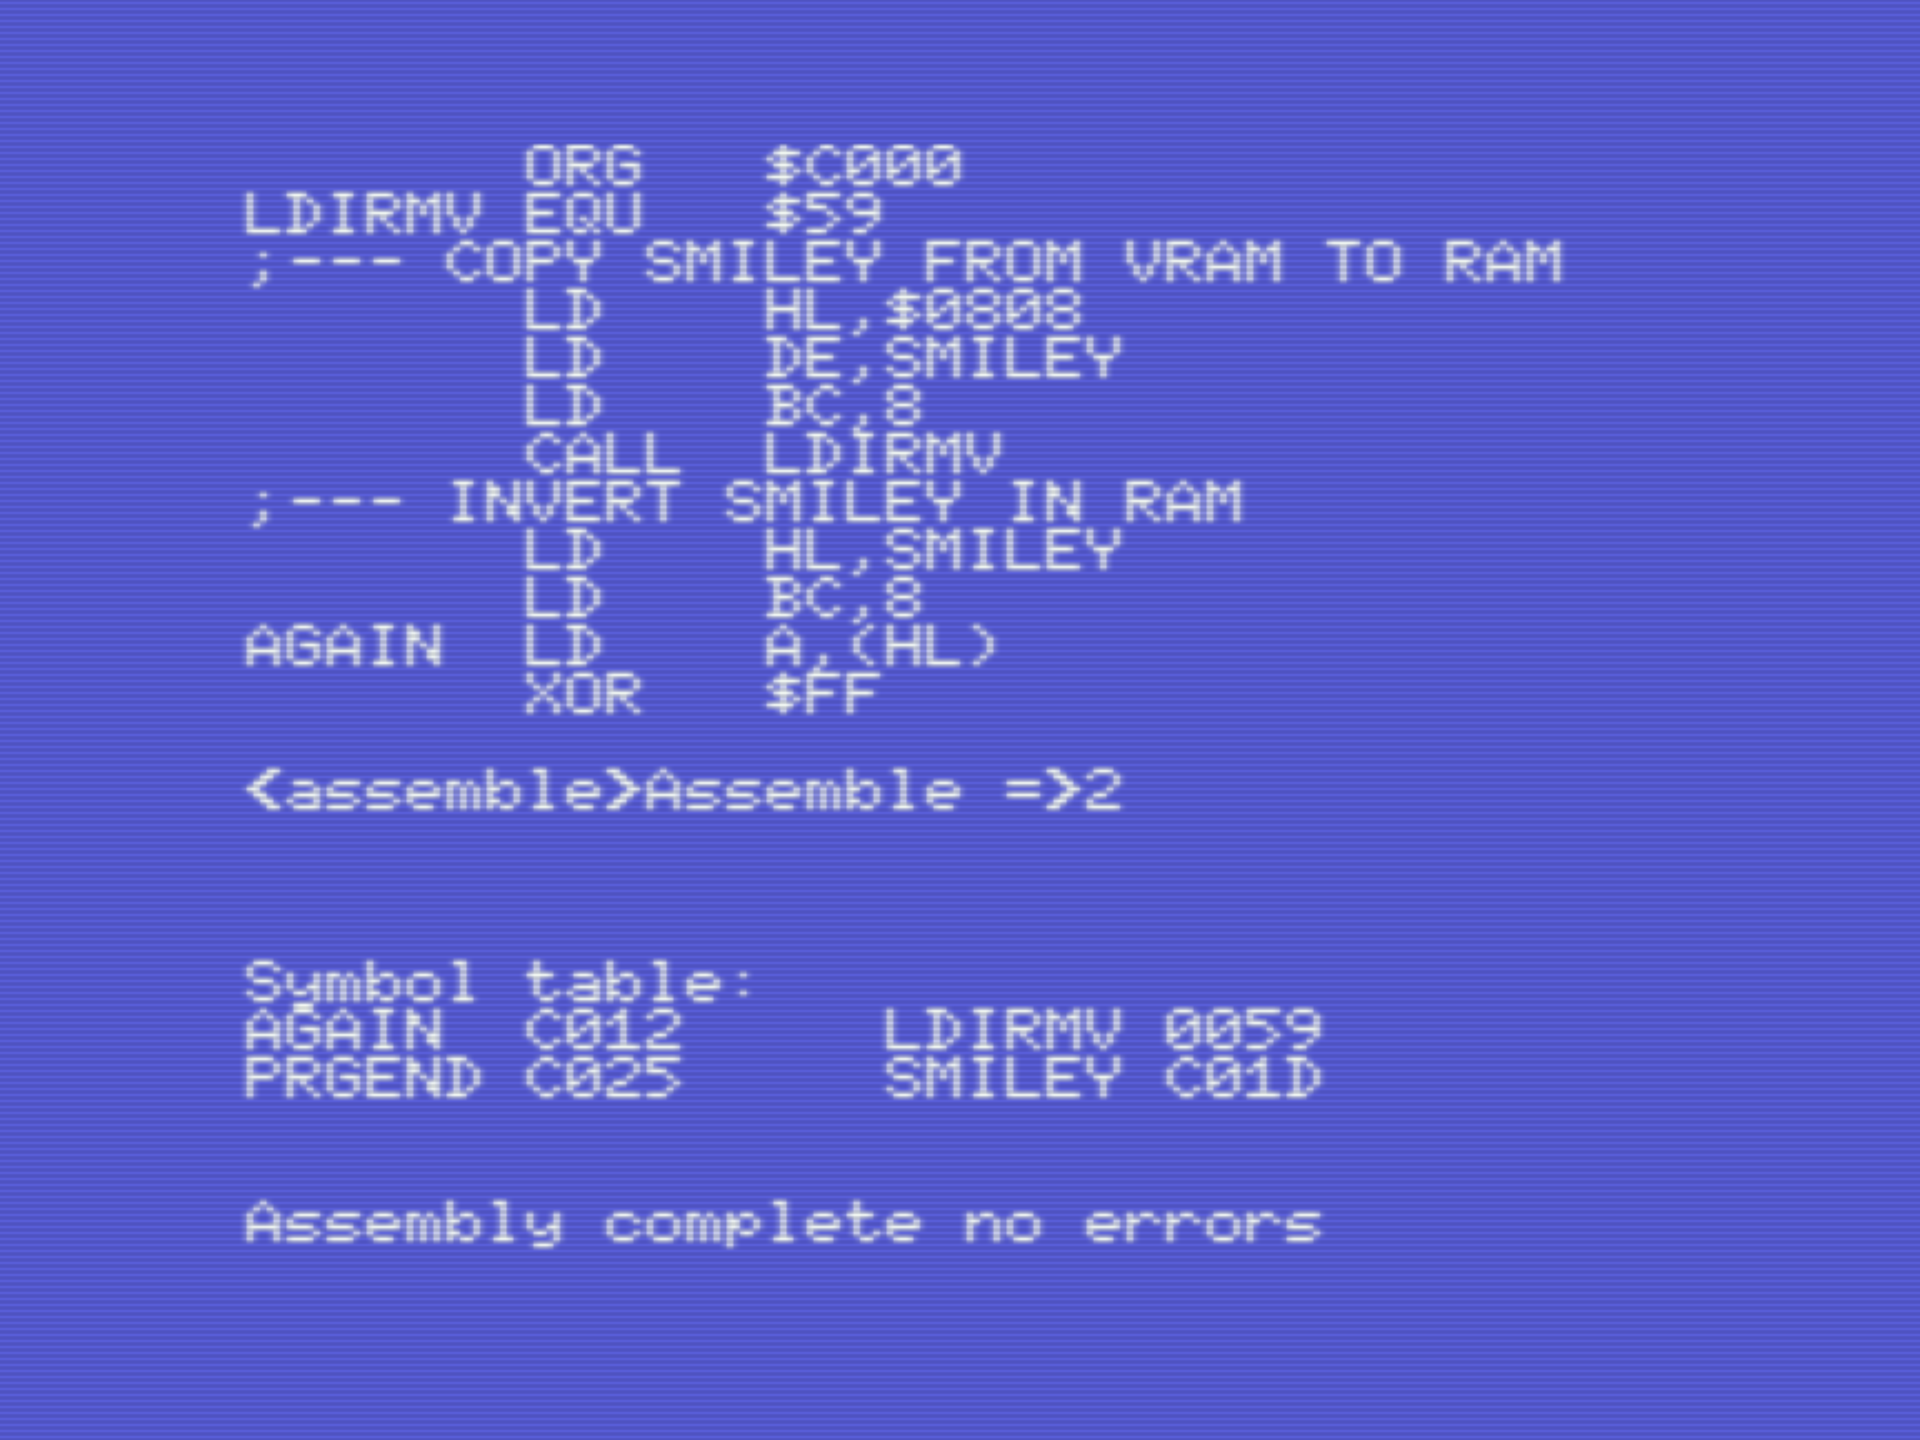 ORG $C000
LDIRMV EQU $59
;--- COPY SMILEY FROM VRAM TO RAM
LD HL,$0808
LD DE,SMILEY
LD BC,8
CALL LDIRMV
;--- INVERT SMILEY IN RAM
LD HL,SMILEY
LD BC,8
AGAIN LD A,(HL)
XOR $FF
<assemble>Assemble =>2
Symbol table:
AGAIN C012 LDIRMV 0059
PRGEND C025 SMILEY C01D
Assembly complete no errors